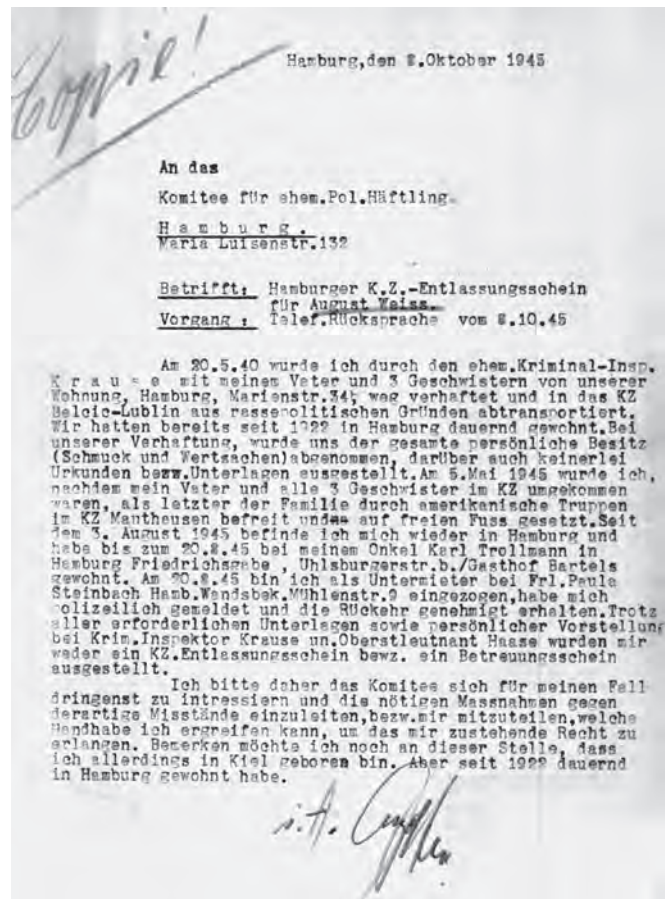 Copie!
Hamburg,den 8.Oktober 1945
An das
Komitee für ehem.Pol.Häftling.
H a m b u r g .
Maria Luisenstr.132
Betrifft: Hamburger K.Z.-Entlassungsschein
für August Weiss.
Vorgang : Telef.Rücksprache vom 8.10.45
Am 20.5.40 wurde ich durch den ehem.Kriminal-Insp.
K r a u s e mit meinem Vater und 3 Geschwistern von unserer
Wohnung, Hamburg, Marienstr.34, weg verhaftet und in das KZ
Belcic-Lublin aus rassepolitischen Gründen abtransportiert.
Wir hatten bereits seit 1922 in Hamburg dauernd gewohnt.Bei
unserer Verhaftung, wurde uns der gesamte persönliche Besitz
(Schmuck und Wertsachen)abgenommen, darüber auch keinerlei
Urkunden bezw.Unterlagen ausgestellt.Am 5.Mai 1945 wurde ich,
nachdem mein Vater und alle 3 Geschwister im KZ umgekommen
waren, als letzter der Familie durch amerikanische Truppen
im KZ Manthausen befreit und auf freien Fuss gesetzt.Seit
dem 3. August 1945 befinde ich mich wieder in Hamburg und
habe bis zum 20.8.45 bei meinem Onkel Karl Trollmann in
Hamburg Friedrichsgabe , Uhlsburgerstr.b./Gasthof Bartels
gewohnt. Am 20.8.45 bin ich als Untermieter bei Frl.Paula
Steinbach Hamb.Wandsbek.Mühlenstr.9 eingezogen,habe mich
polizeilich gemeldet und die Rückehr genehmigt erhalten.Trotz
aller erforderlichen Unterlagen sowie persönlicher Vorstellung
bei Krim.Inspektor Krause un.Oberstleutnant Haase wurden mir
weder ein KZ.Entlassungsschein bewz. ein Betreuungsschein
ausgestellt.
Ich bitte daher das Komitee sich für meinen Fall
dringenst zu intressiern und die nötigen Massnahmen gegen
derartige Misstände einzuleiten,bezw.mir mitzuteilen,welche
Handhabe ich ergreifen kann, um das mir zustehende Recht zu
erlangen. Bemerken möchte ich noch an dieser Stelle, dass
ich allerdings in Kiel geboren bin. Aber seit 1922 dauernd
in Hamburg gewohnt habe.
i.A.